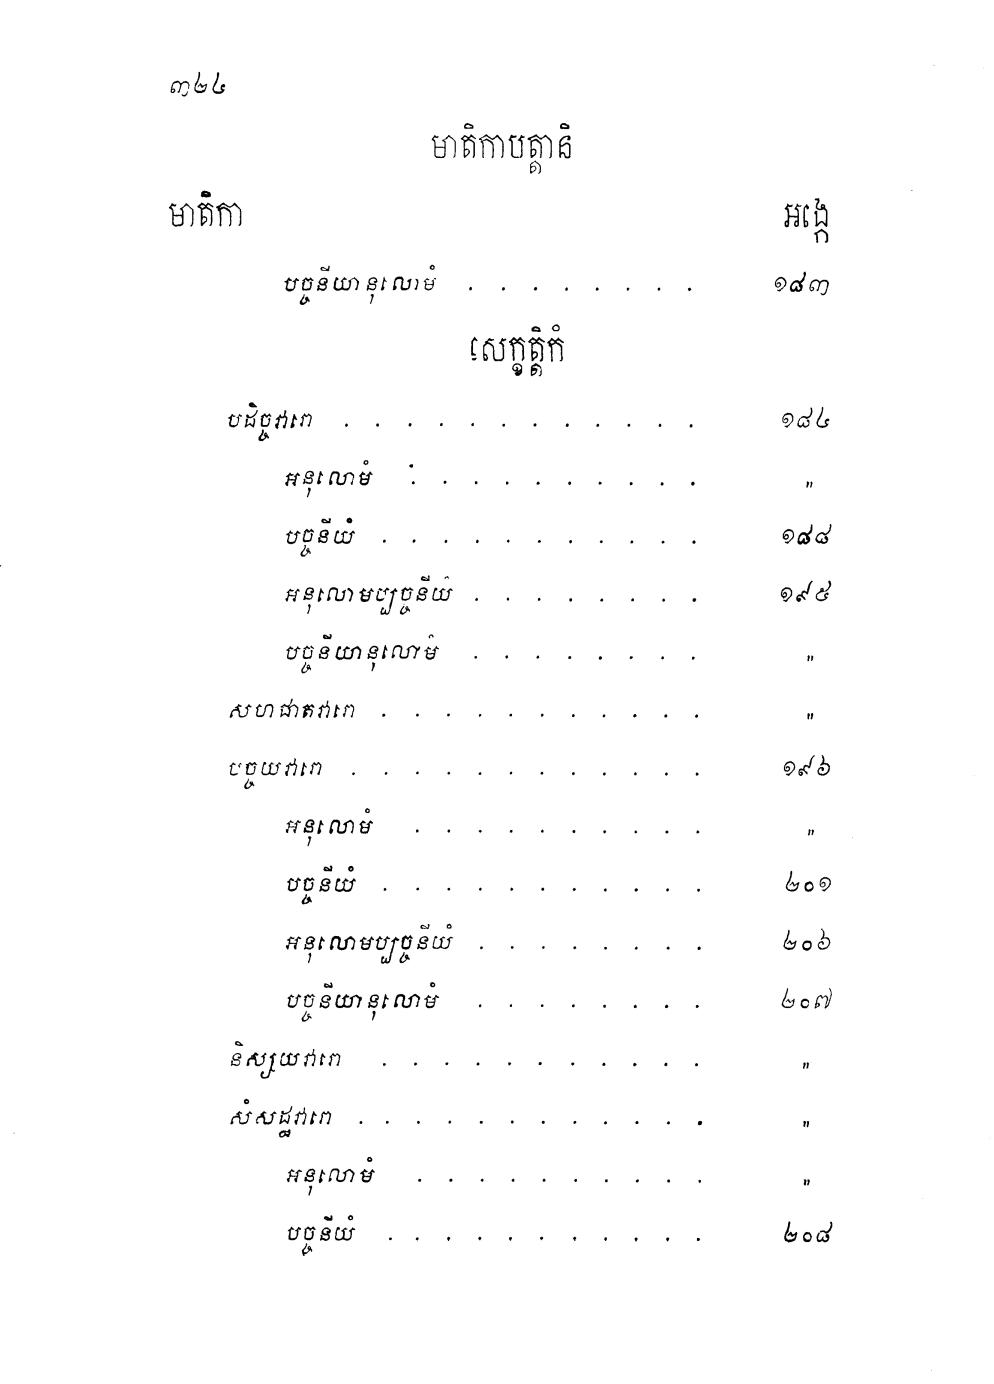 ៣២៤
មាតិកាបត្តានិ
មាតិកា អង្កេ
បច្ចនីយានុលោមំ . . . . . . . . ១៨៣
សេក្ខត្តិកំ
បដិច្ចវារោ . . . . . . . . . . . . ១៨៤
អនុលោមំ . . . . . . . . . . "
បច្ចនីយំ . . . . . . . . . . . ១៨៨
អនុលោមប្បច្ចនីយំ . . . . . . . . ១៩៥
បច្ចនីយានុលោមំ . . . . . . . . "
សហជាតវារោ . . . . . . . . . . . "
បច្ចយវារោ . . . . . . . . . . . . ១៩៦
អនុលោមំ . . . . . . . . . . "
បច្ចនីយំ . . . . . . . . . . . ២០១
អនុលោមប្បច្ចនីយំ . . . . . . . . ២០៦
បច្ចនីយានុលោមំ . . . . . . . . ២០៧
និស្សយវារោ . . . . . . . . . . . "
សំសដ្ឋវារោ . . . . . . . . . . . . "
អនុលោមំ . . . . . . . . . . "
បច្ចនីយំ . . . . . . . . . . . ២០៨